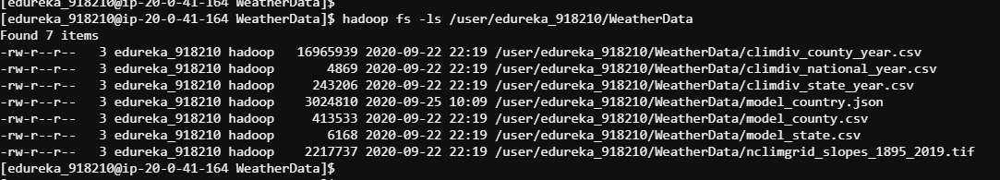 [edureka_918210@ip-20-0-41-164 WeatherData]$
[edureka_918210@ip-20-0-41-164 WeatherData]$ hadoop fs -ls /user/edureka_918210/WeatherData
Found 7 items
-rw-r--r--   3 edureka_918210 hadoop   16965939 2020-09-22 22:19 /user/edureka_918210/WeatherData/climdiv_county_year.csv
-rw-r--r--   3 edureka_918210 hadoop       4869 2020-09-22 22:19 /user/edureka_918210/WeatherData/climdiv_national_year.csv
-rw-r--r--   3 edureka_918210 hadoop     243206 2020-09-22 22:19 /user/edureka_918210/WeatherData/climdiv_state_year.csv
-rw-r--r--   3 edureka_918210 hadoop    3024810 2020-09-25 10:09 /user/edureka_918210/WeatherData/model_country.json
-rw-r--r--   3 edureka_918210 hadoop     413533 2020-09-22 22:19 /user/edureka_918210/WeatherData/model_county.csv
-rw-r--r--   3 edureka_918210 hadoop       6168 2020-09-22 22:19 /user/edureka_918210/WeatherData/model_state.csv
-rw-r--r--   3 edureka_918210 hadoop    2217737 2020-09-22 22:19 /user/edureka_918210/WeatherData/nclimgrid_slopes_1895_2019.tif
[edureka_918210@ip-20-0-41-164 WeatherData]$